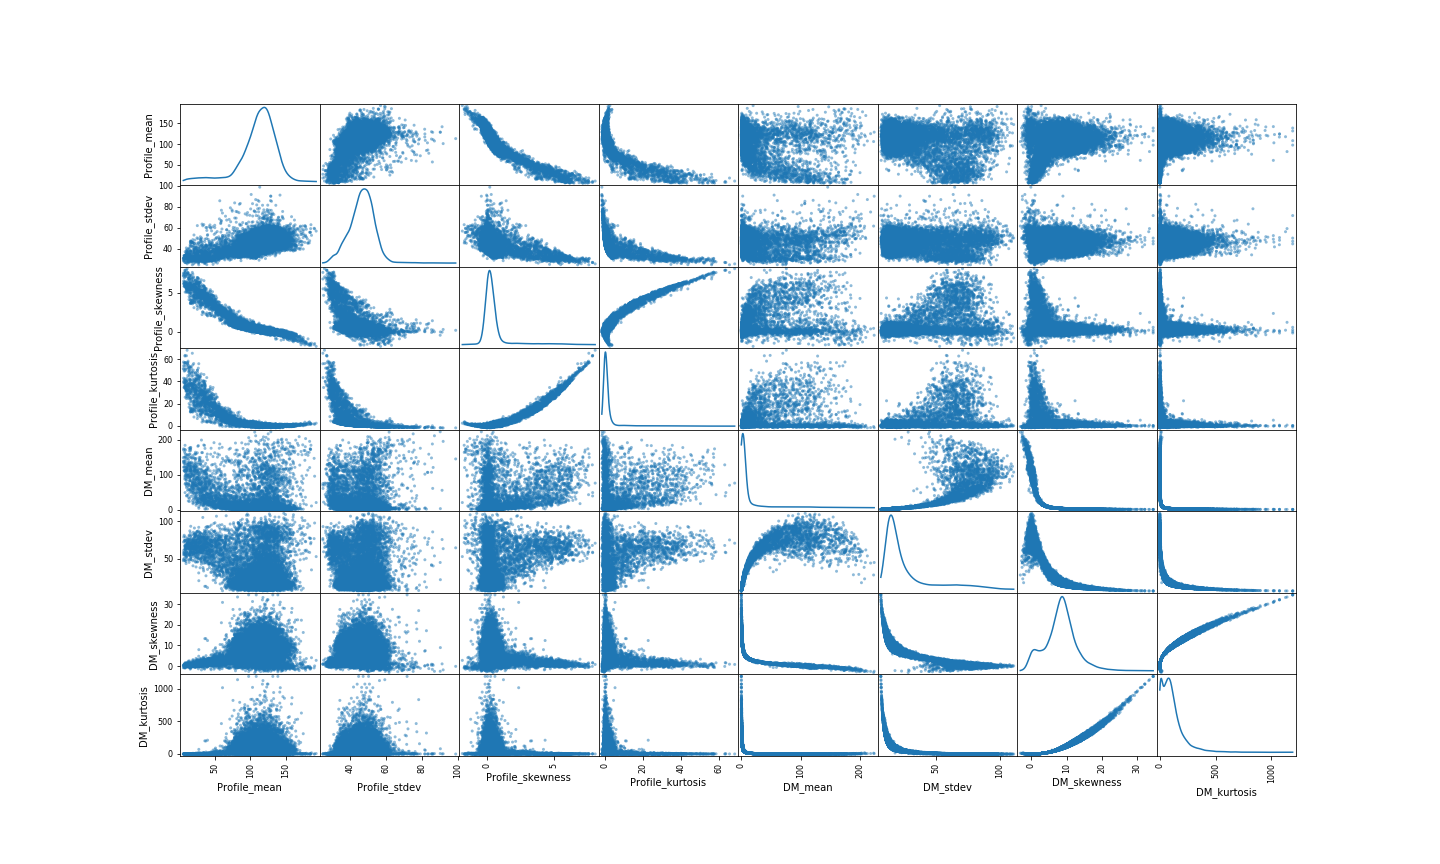 Profile_mean
150
100
50
Profile_stdev
100
80
60
40
Profile_skewness
5
0
Profile_kurtosis
60
40
20
0
DM_mean
200
100
0
DM_stdev
100
50
DM_skewness
30
20
10
0
DM_kurtosis
1000
500
0
50 100 150 40 60 80 100 0 5 0 20 40 60 0 100 200 50 100 0 10 20 30 0 500 1000
Profile_mean Profile_stdev Profile_skewness Profile_kurtosis DM_mean DM_stdev DM_skewness DM_kurtosis